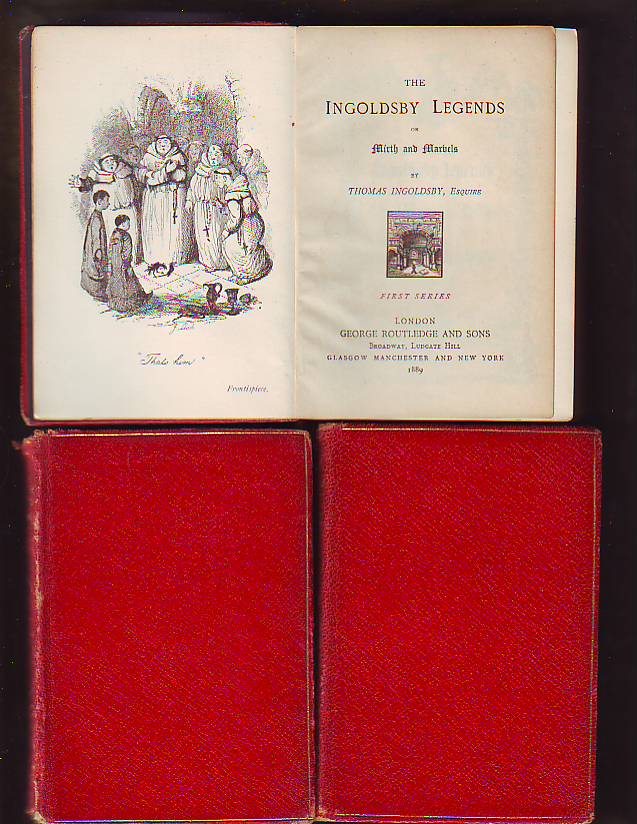 "Thats him"
Frontispiece.
THE
INGOLDSBY LEGENDS
OR
Mirth and Marvels
BY
THOMAS INGOLDSBY, ESQUIRE
FIRST SERIES
LONDON
GEORGE ROUTLEDGE AND SONS
BROADWAY, LUDGATE HILL
GLASGOW MANCHESTER AND NEW YORK
1889